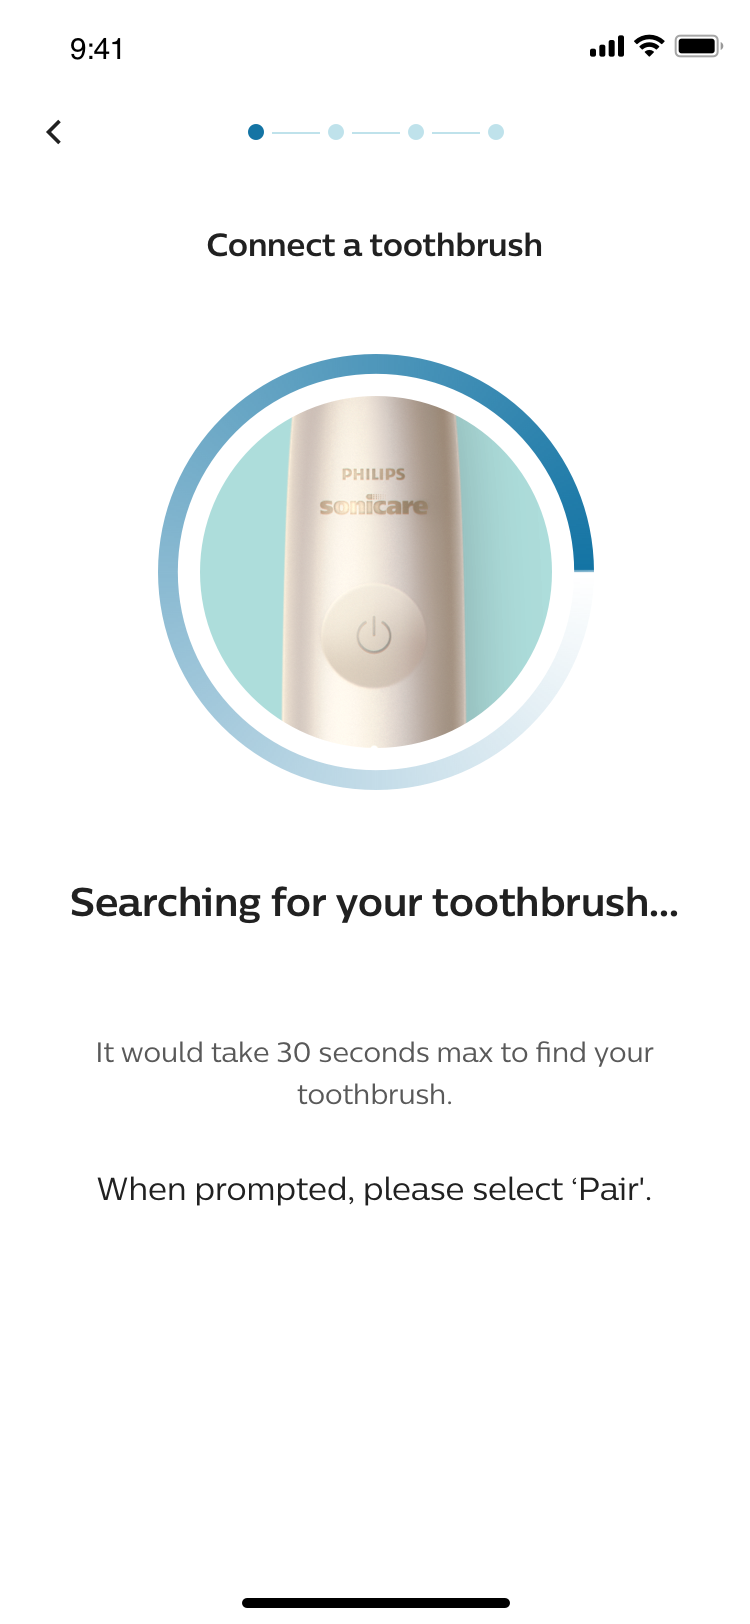 9:41
Connect a toothbrush
PHILIPS
sonicare
Searching for your toothbrush...
It would take 30 seconds max to find your
toothbrush.
When prompted, please select ‘Pair'.